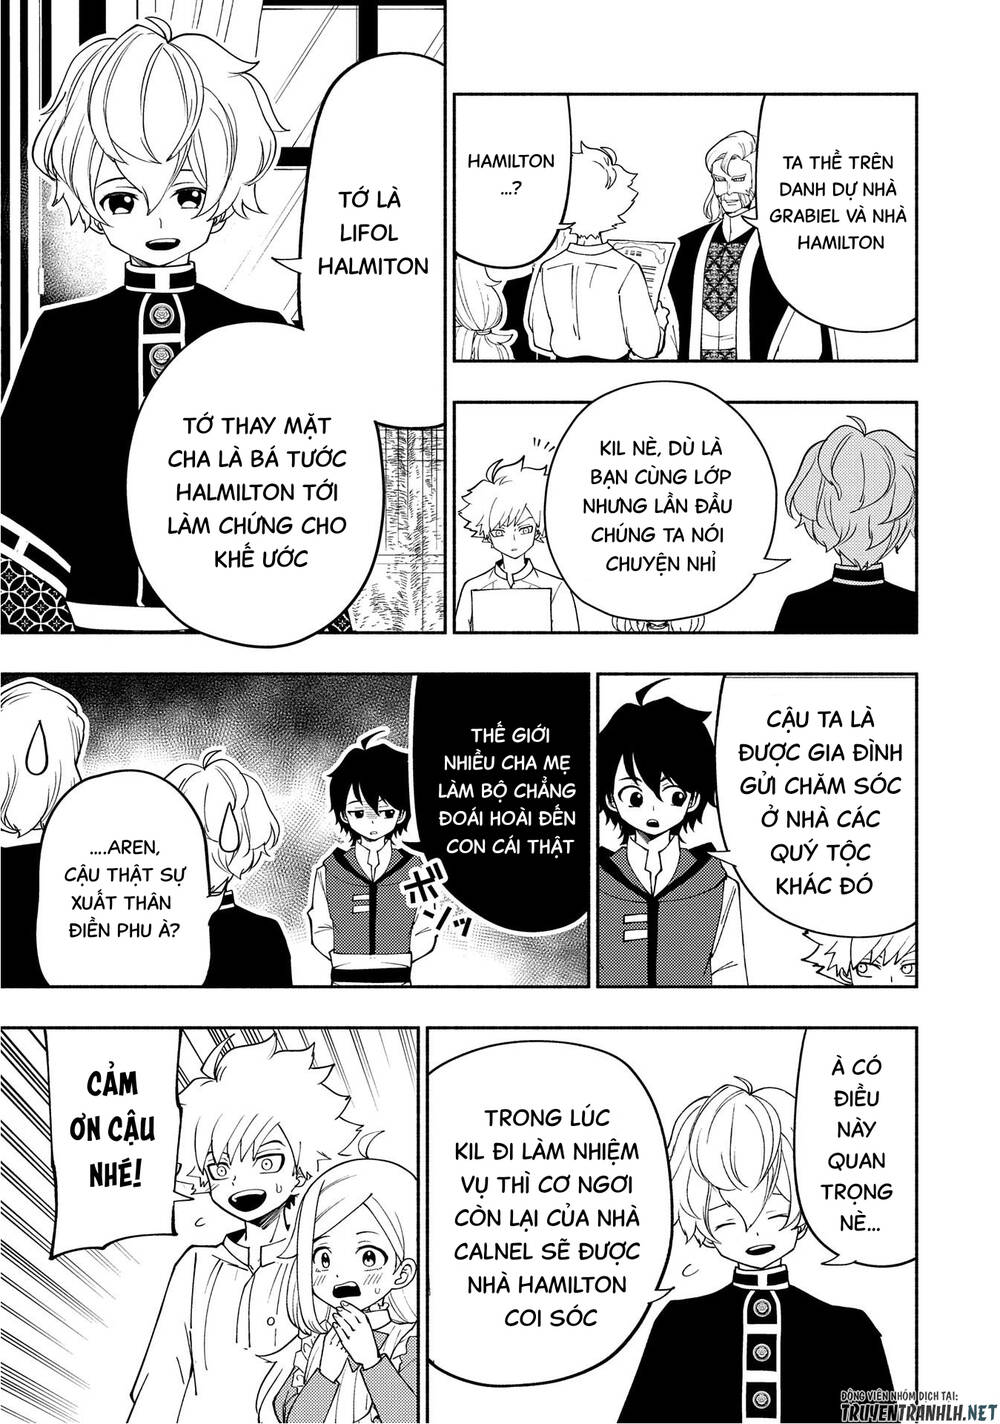 TA THỀ TRÊN
DANH DỰ NHÀ
GRABIEL VÀ NHÀ
HAMILTON
HAMILTON
...?
KIL NÈ, DÙ LÀ
BẠN CÙNG LỚP
NHƯNG LẦN ĐẦU
CHÚNG TA NÓI
CHUYỆN NHỈ
TỚ LÀ
LIFOL
HALMITON
TỚ THAY MẶT
CHA LÀ BÁ TƯỚC
HALMILTON TỚI
LÀM CHỨNG CHO
KHẾ ƯỚC
CẬU TA LÀ
ĐƯỢC GIA ĐÌNH
GỬI CHĂM SÓC
Ở NHÀ CÁC
QUÝ TỘC
KHÁC ĐÓ
THẾ GIỚI
NHIỀU CHA MẸ
LÀM BỘ CHẲNG
ĐOÁI HOÀI ĐẾN
CON CÁI THẬT
ボンッ
....AREN,
CẬU THẬT SỰ
XUẤT THÂN
ĐIỀN PHU À?
À CÓ
ĐIỀU
NÀY
QUAN
TRỌNG
NÈ...
TRONG LÚC
KIL ĐI LÀM NHIỆM
VỤ THÌ CƠ NGƠI
CÒN LẠI CỦA NHÀ
CALNEL SẼ ĐƯỢC
NHÀ HAMILTON
COI SÓC
CẢM
ƠN CẬU
NHÉ!
ĐỘNG VIÊN NHÓM DỊCH TẠI:
TRUYENTRANHLH.NET